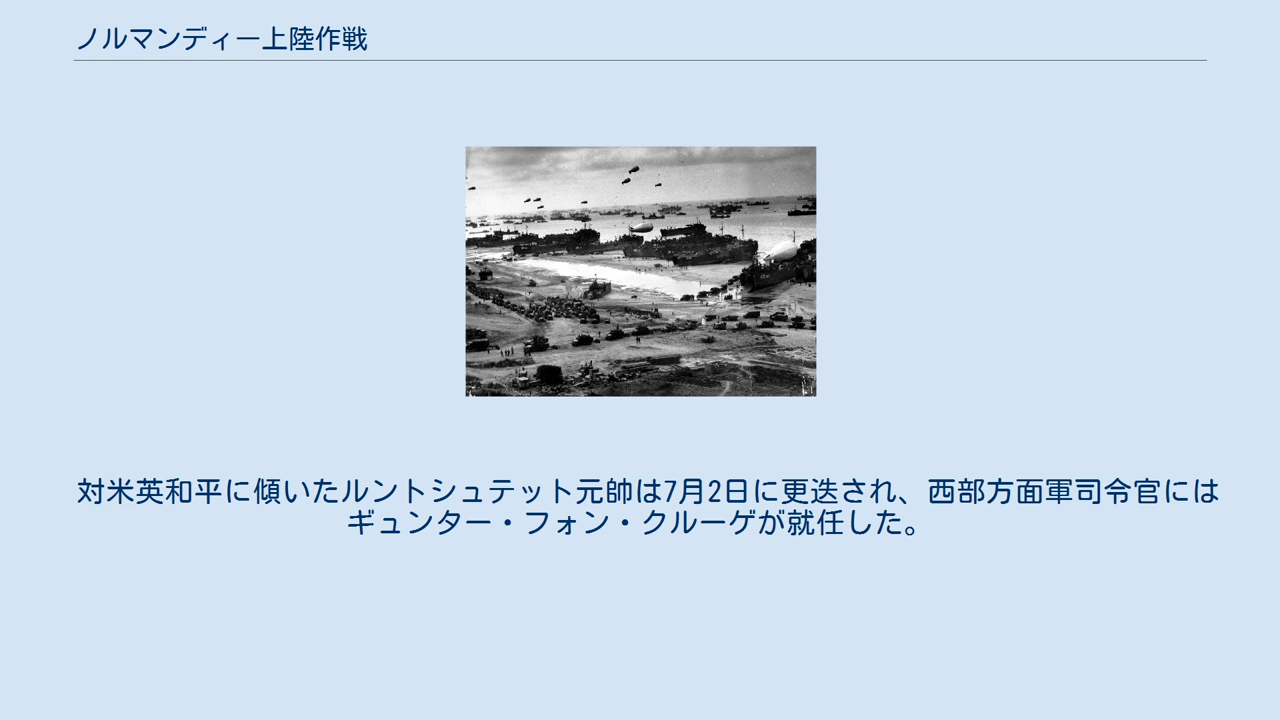 ノルマンディー上陸作戦
対米英和平に傾いたルントシュテット元帥は7月2日に更迭され、西部方面軍司令官には
ギュンター・フォン・クルーゲが就任した。